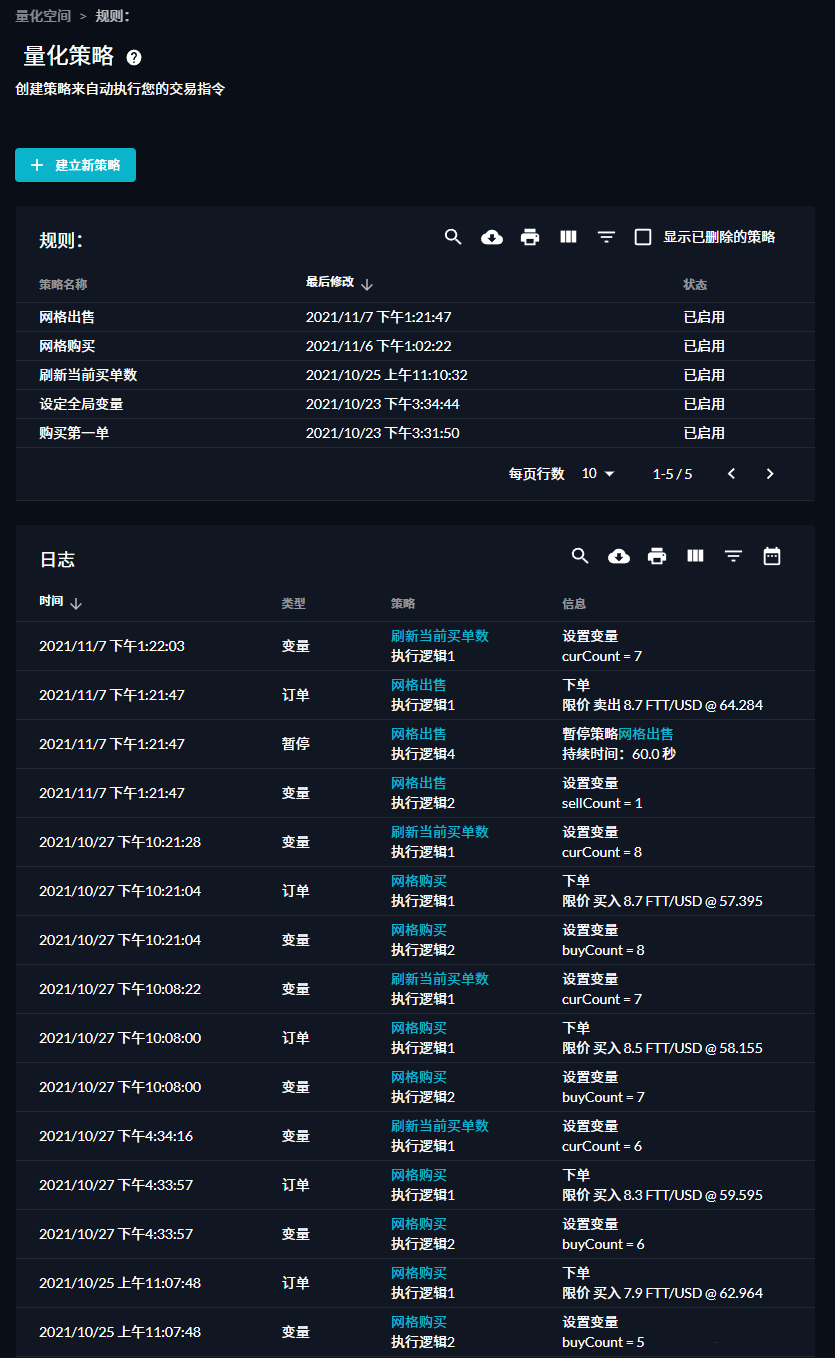 量化空间 > 规则：
量化策略 ?
创建策略来自动执行您的交易指令
+ 建立新策略
规则： 显示已删除的策略
策略名称 最后修改 ↓ 状态
网格出售 2021/11/7 下午1:21:47 已启用
网格购买 2021/11/6 下午1:02:22 已启用
刷新当前买单数 2021/10/25 上午11:10:32 已启用
设定全局变量 2021/10/23 下午3:34:44 已启用
购买第一单 2021/10/23 下午3:31:50 已启用
每页行数 10 1-5 / 5 < >
日志
时间 ↓ 类型 策略 信息
2021/11/7 下午1:22:03 变量 刷新当前买单数 设置变量
执行逻辑1 curCount = 7
2021/11/7 下午1:21:47 订单 网格出售 下单
执行逻辑1 限价 卖出 8.7 FTT/USD @ 64.284
2021/11/7 下午1:21:47 暂停 网格出售 暂停策略网格出售
执行逻辑4 持续时间：60.0 秒
2021/11/7 下午1:21:47 变量 网格出售 设置变量
执行逻辑2 sellCount = 1
2021/10/27 下午10:21:28 变量 刷新当前买单数 设置变量
执行逻辑1 curCount = 8
2021/10/27 下午10:21:04 订单 网格购买 下单
执行逻辑1 限价 买入 8.7 FTT/USD @ 57.395
2021/10/27 下午10:21:04 变量 网格购买 设置变量
执行逻辑2 buyCount = 8
2021/10/27 下午10:08:22 变量 刷新当前买单数 设置变量
执行逻辑1 curCount = 7
2021/10/27 下午10:08:00 订单 网格购买 下单
执行逻辑1 限价 买入 8.5 FTT/USD @ 58.155
2021/10/27 下午10:08:00 变量 网格购买 设置变量
执行逻辑2 buyCount = 7
2021/10/27 下午4:34:16 变量 刷新当前买单数 设置变量
执行逻辑1 curCount = 6
2021/10/27 下午4:33:57 订单 网格购买 下单
执行逻辑1 限价 买入 8.3 FTT/USD @ 59.595
2021/10/27 下午4:33:57 变量 网格购买 设置变量
执行逻辑2 buyCount = 6
2021/10/25 上午11:07:48 订单 网格购买 下单
执行逻辑1 限价 买入 7.9 FTT/USD @ 62.964
2021/10/25 上午11:07:48 变量 网格购买 设置变量
执行逻辑2 buyCount = 5